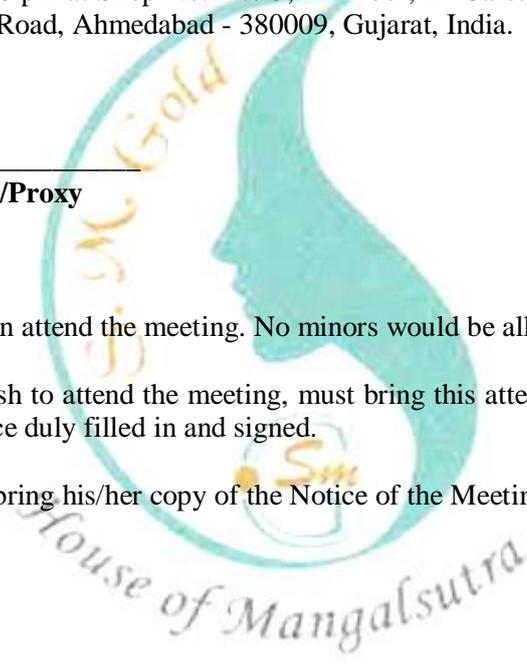 Road, Ahmedabad - 380009, Gujarat, India.
/Proxy
n attend the meeting. No minors would be all
sh to attend the meeting, must bring this atte
ce duly filled in and signed.
bring his/her copy of the Notice of the Meetin
S. M. Gold
Sm
House of Mangalsutra